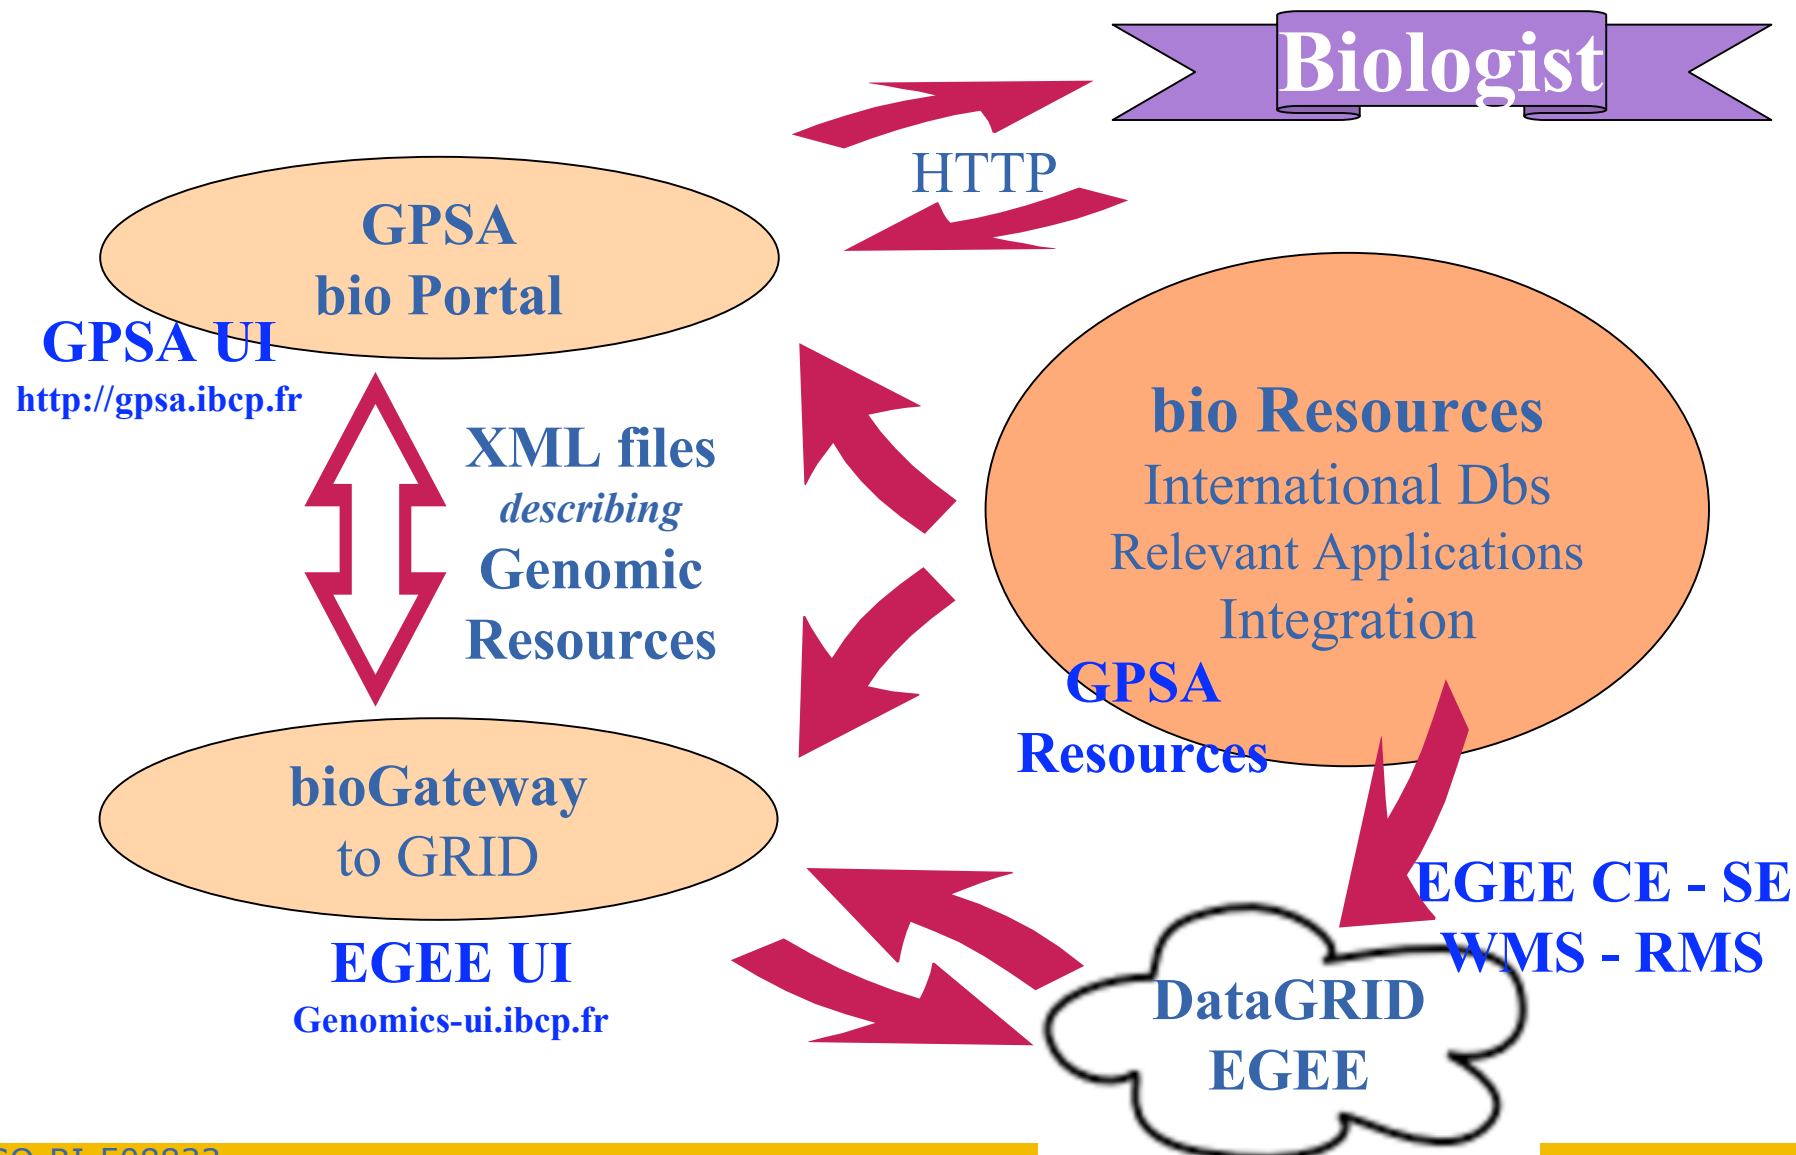 Biologist
HTTP
GPSA
bio Portal
GPSA UI
http://gpsa.ibcp.fr
XML files
describing
Genomic
Resources
bio Resources
International Dbs
Relevant Applications
Integration
GPSA
Resources
bioGateway
to GRID
EGEE UI
Genomics-ui.ibcp.fr
EGEE CE - SE
WMS - RMS
DataGRID
EGEE